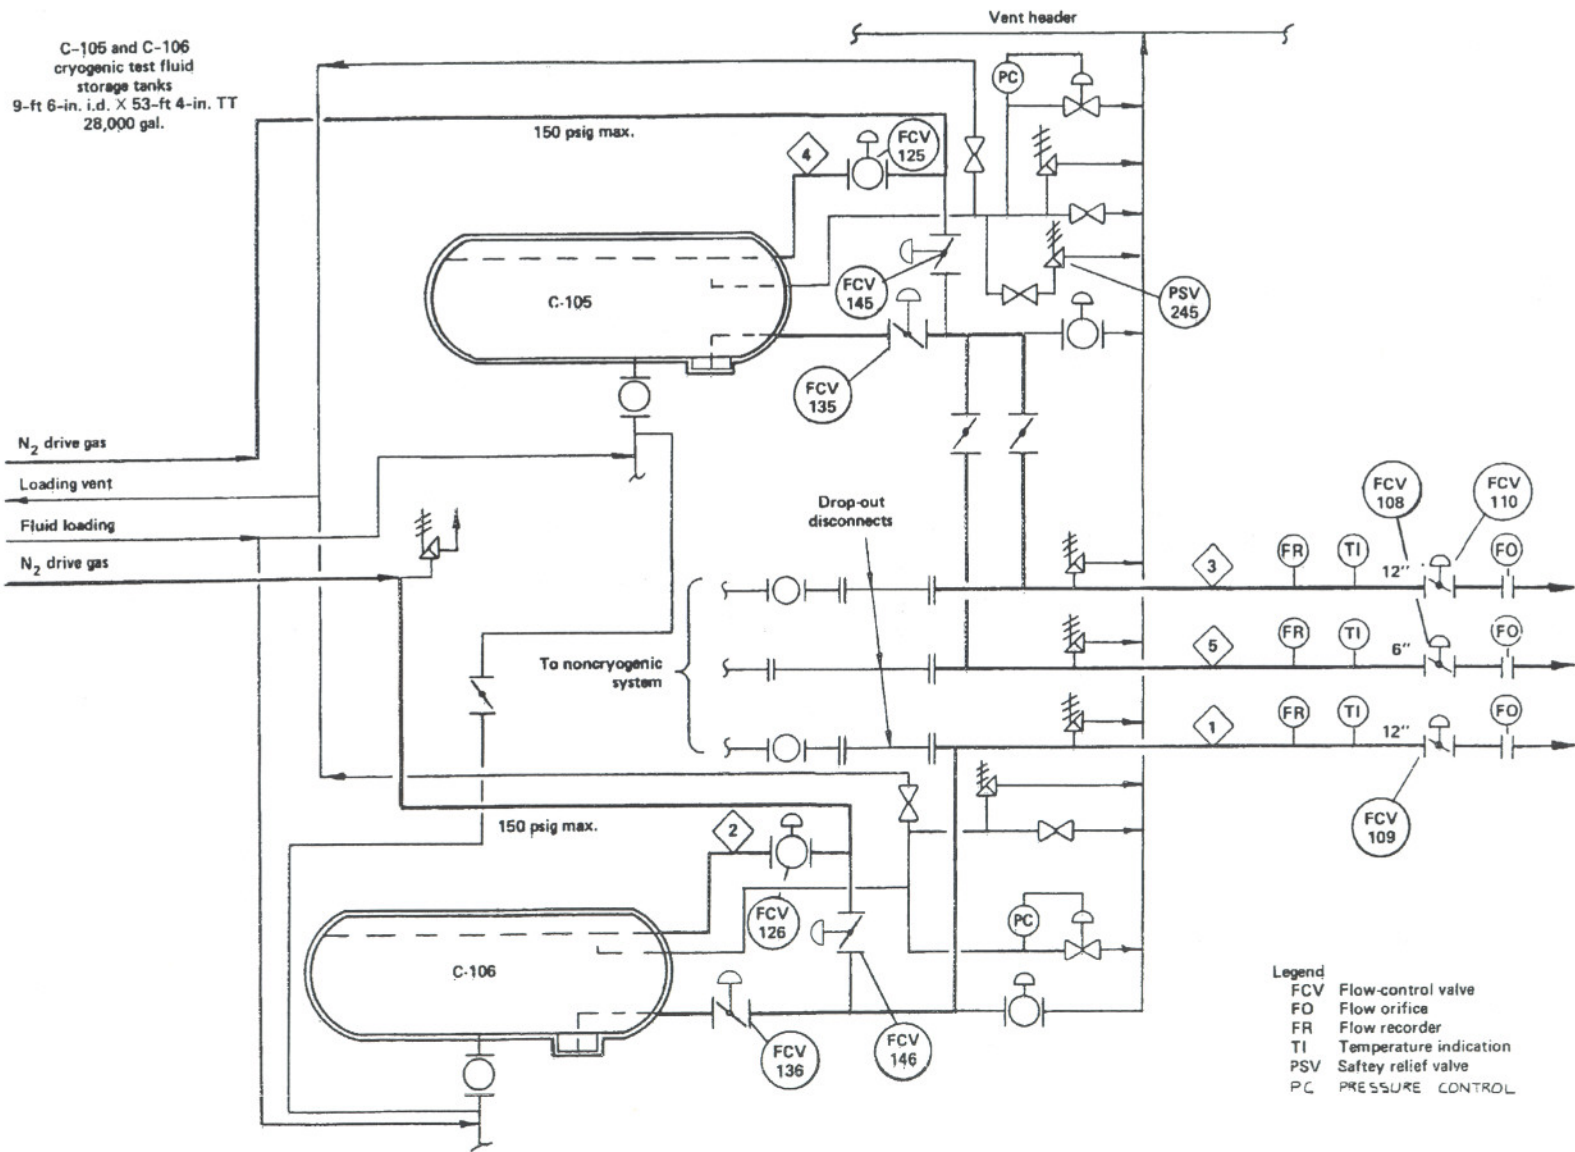 Vent header
C-105 and C-106
cryogenic test fluid
storage tanks
9-ft 6-in. i.d. X 53-ft 4-in. TT
28,000 gal.
PC
150 psig max.
FCV
125
4
C-105
FCV
145
PSV
245
FCV
135
N2 drive gas
Loading vent
Fluid loading
N2 drive gas
Drop-out
disconnects
FCV
108
FCV
110
3
FR
TI
12"
FO
To noncryogenic
system
5
FR
TI
6"
FO
1
FR
TI
12"
FO
FCV
109
150 psig max.
2
FCV
126
PC
C-106
FCV
136
FCV
146
Legend
FCV Flow-control valve
FO Flow orifice
FR Flow recorder
TI Temperature indication
PSV Saftey relief valve
PC PRESSURE CONTROL